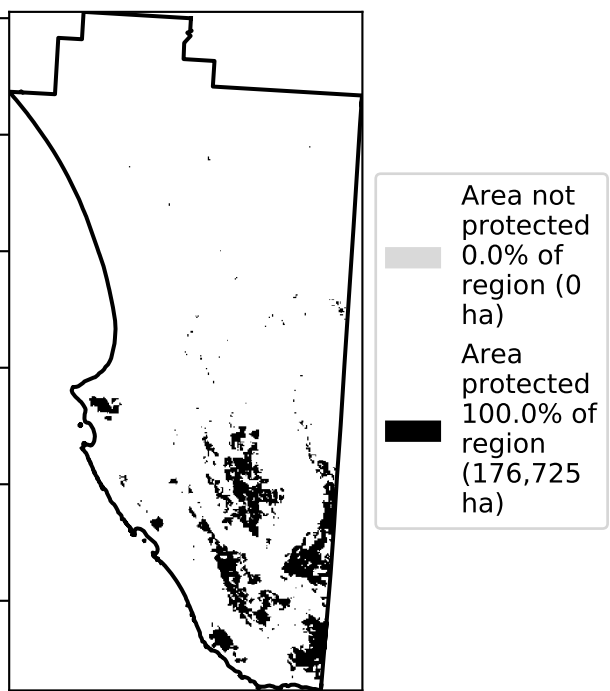 Area not
protected
0.0% of
region (0
ha)
Area
protected
100.0% of
region
(176,725
ha)